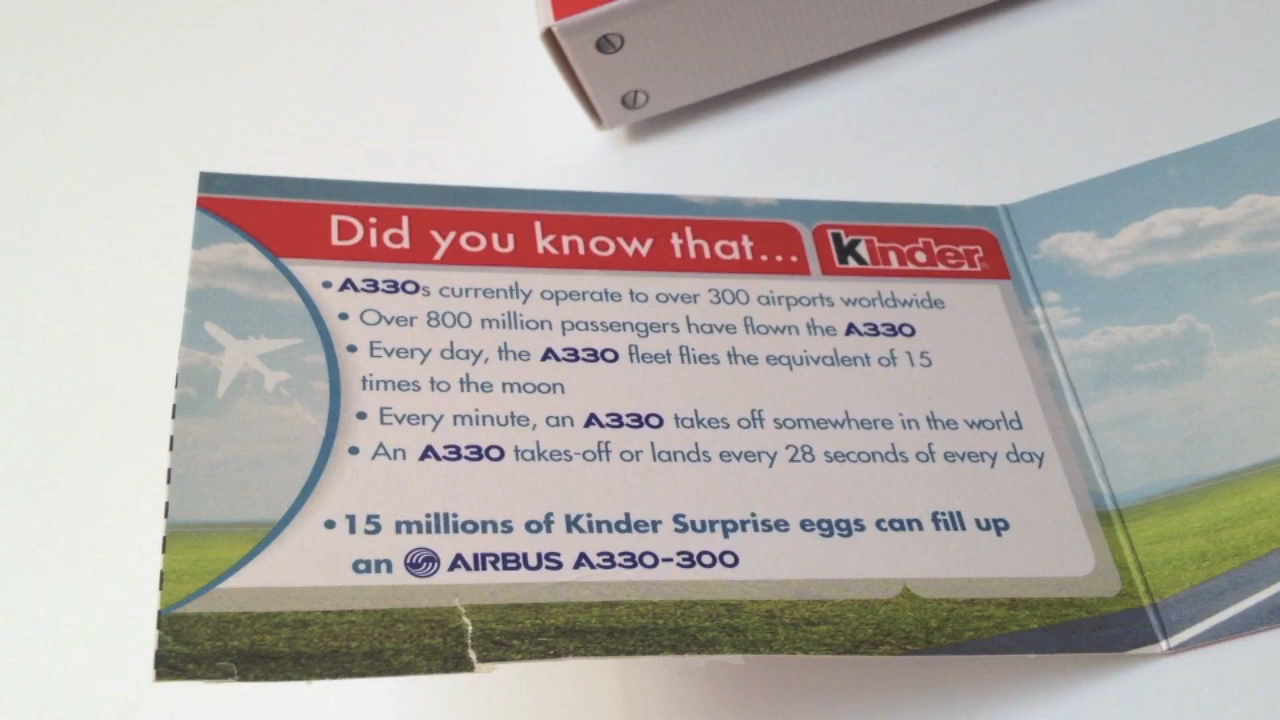 Did you know that...
Kinder
• A330s currently operate to over 300 airports worldwide
• Over 800 million passengers have flown the A330
• Every day, the A330 fleet flies the equivalent of 15
times to the moon
• Every minute, an A330 takes off somewhere in the world
• An A330 takes-off or lands every 28 seconds of every day
• 15 millions of Kinder Surprise eggs can fill up
an AIRBUS A330-300